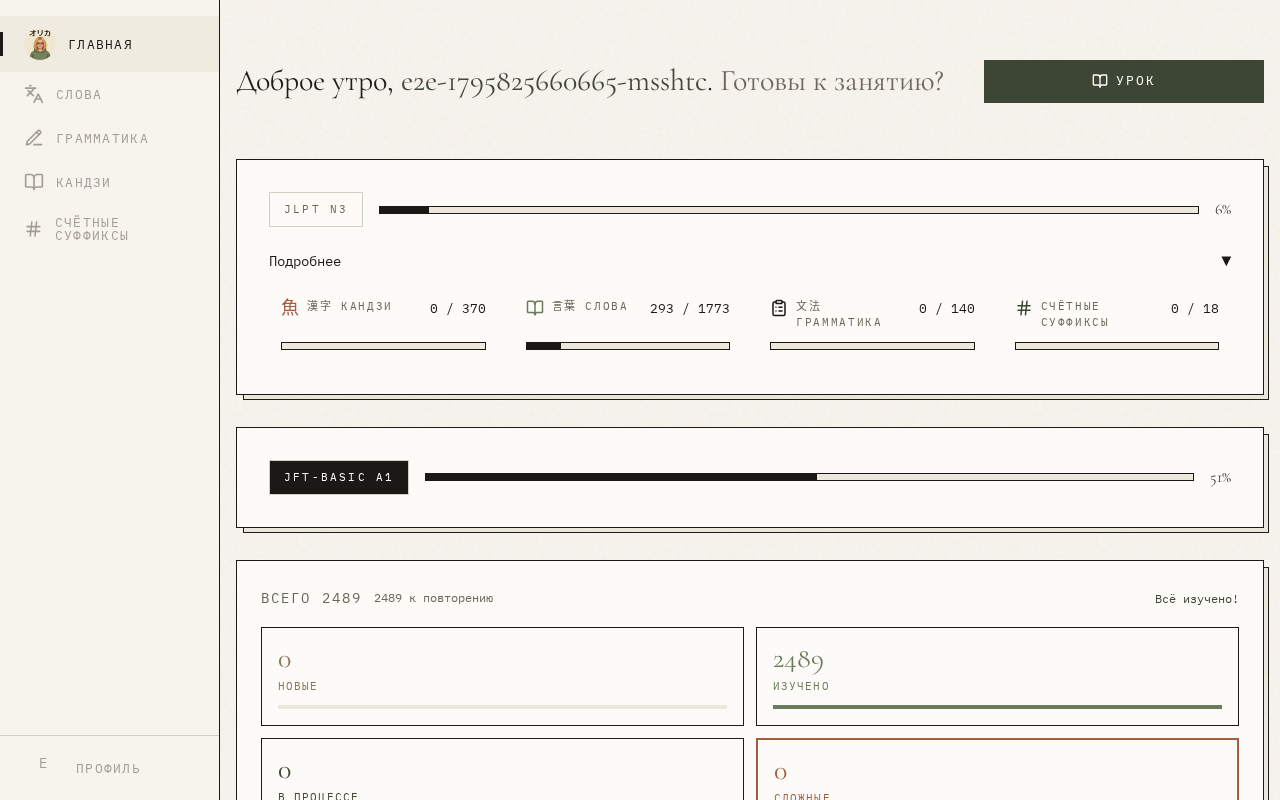 オリカ
ГЛАВНАЯ
СЛОВА
ГРАММАТИКА
КАНДЗИ
СЧЁТНЫЕ
СУФФИКСЫ
E
ПРОФИЛЬ
Доброе утро, e2e-1795825660665-msshtc. Готовы к занятию?
УРОК
JLPT N3
6%
Подробнее
▼
魚 漢字 КАНДЗИ 0 / 370
言葉 СЛОВА 293 / 1773
文法
ГРАММАТИКА
0 / 140
СЧЁТНЫЕ
СУФФИКСЫ
0 / 18
JFT-BASIC A1
51%
ВСЕГО 2489 2489 к повторению
Всё изучено!
0
НОВЫЕ
2489
ИЗУЧЕНО
0
В ПРОЦЕССЕ
0
СЛОЖНЫЕ